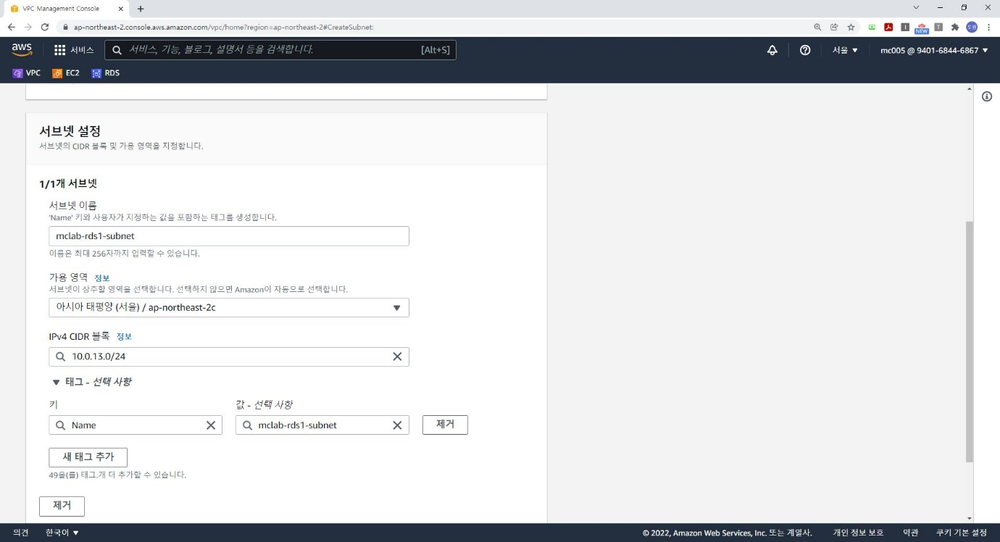 VPC Management Console
ap-northeast-2.console.aws.amazon.com/vpc/home?region=ap-northeast-2#CreateSubnet:
NEW
도원
aws
서비스
서비스, 기능, 블로그, 설명서 등을 검색합니다.
[Alt+S]
서울
mc005 @ 9401-6844-6867
VPC
EC2
RDS
서브넷 설정
서브넷의 CIDR 블록 및 가용 영역을 지정합니다.
1/1개 서브넷
서브넷 이름
'Name' 키와 사용자가 지정하는 값을 포함하는 태그를 생성합니다.
mclab-rds1-subnet
이름은 최대 256자까지 입력할 수 있습니다.
가용 영역 정보
서브넷이 상주할 영역을 선택합니다. 선택하지 않으면 Amazon이 자동으로 선택합니다.
아시아 태평양 (서울) / ap-northeast-2c
IPv4 CIDR 블록 정보
10.0.13.0/24
태그 - 선택 사항
키
값 - 선택 사항
Name
mclab-rds1-subnet
제거
새 태그 추가
49을(를) 태그.개 더 추가할 수 있습니다.
제거
의견
한국어
© 2022, Amazon Web Services, Inc. 또는 계열사.
개인 정보 보호
약관
쿠키 기본 설정